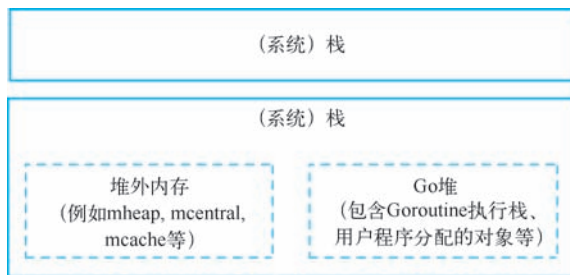 （系统）栈
（系统）栈
堆外内存
（例如mheap, mcentral,
mcache等）
Go堆
（包含Goroutine执行栈、
用户程序分配的对象等）